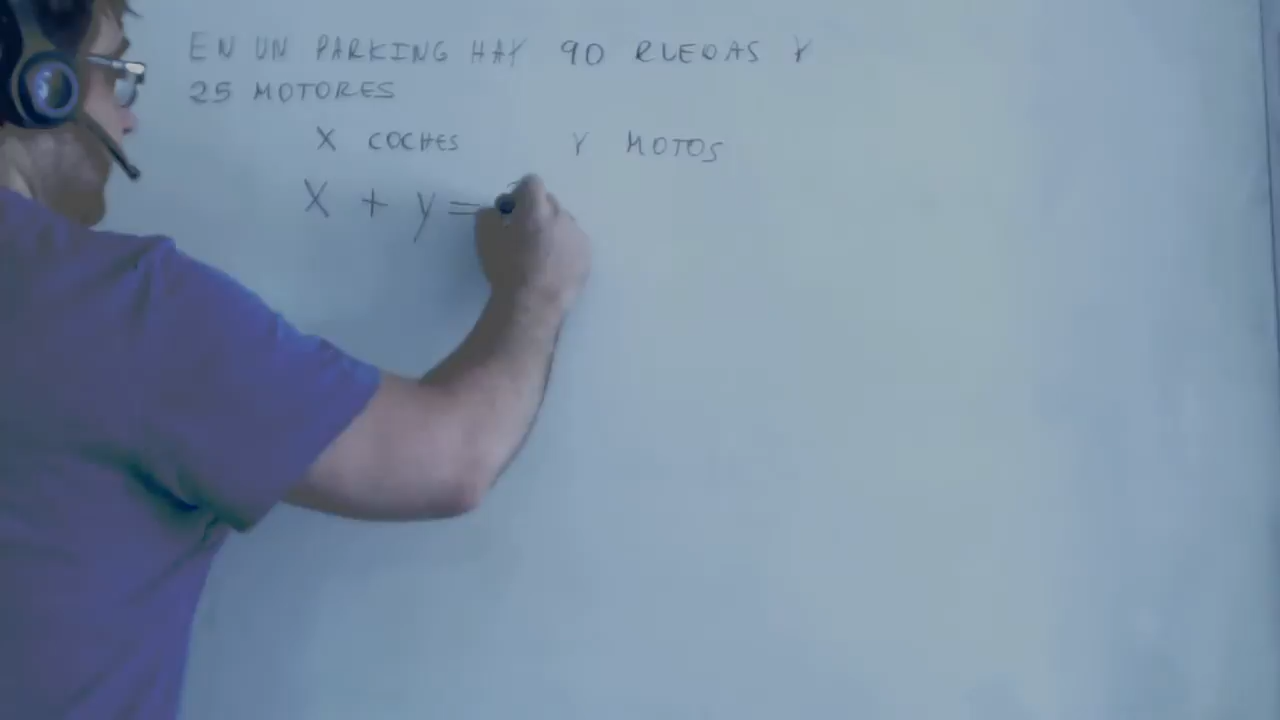 EN UN PARKING HAY 90 RUEDAS Y
25 MOTORES
X COCHES Y MOTOS
X + y =